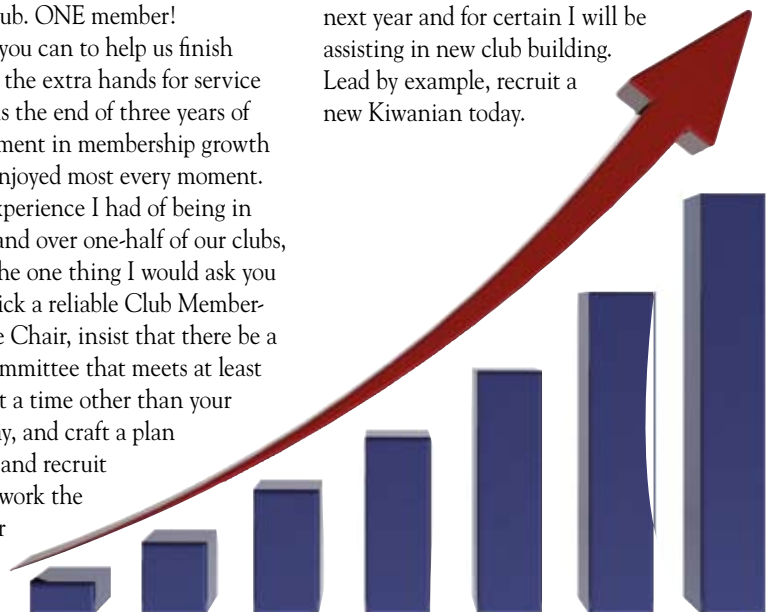 ub. ONE member!
you can to help us finish
the extra hands for service
s the end of three years of
ment in membership growth
njoyed most every moment.
xperience I had of being in
and over one-half of our clubs,
he one thing I would ask you
ick a reliable Club Member-
e Chair, insist that there be a
mmittee that meets at least
t a time other than your
y, and craft a plan
and recruit
work the
r
next year and for certain I will be
assisting in new club building.
Lead by example, recruit a
new Kiwanian today.